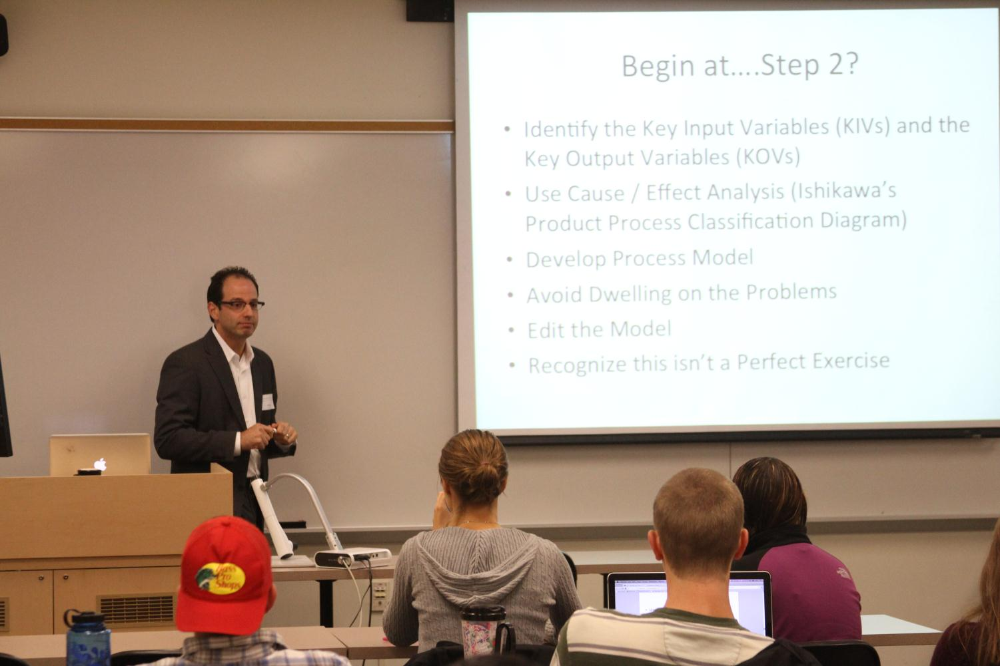 Begin at....Step 2?
• Identify the Key Input Variables (KIVs) and the
Key Output Variables (KOVs)
• Use Cause / Effect Analysis (Ishikawa's
Product Process Classification Diagram)
• Develop Process Model
• Avoid Dwelling on the Problems
• Edit the Model
• Recognize this isn't a Perfect Exercise
Bass
Pro
Shops